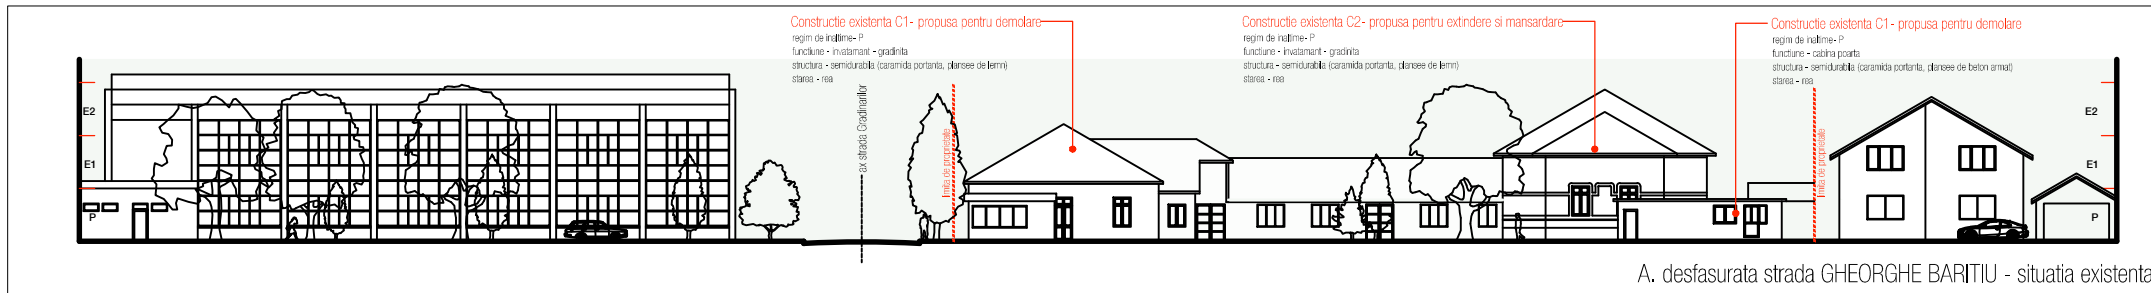 Constructie existenta C1- propusa pentru demolare
regim de inaltime- P
functiune - invatamant - gradinita
structura - semidurabila (caramida portanta, plansee de lemn)
starea - rea
Constructie existenta C2- propusa pentru extindere si mansardare
regim de inaltime- P
functiune - invatamant - gradinita
structura - semidurabila (caramida portanta, plansee de lemn)
starea - rea
Constructie existenta C1- propusa pentru demolare
regim de inaltime- P
functiune - cabina poarta
structura - semidurabila (caramida portanta, plansee de beton armat)
starea - rea
E2
E1
P
ax strada Gradinarilor
limita de proprietate
limita de proprietate
E2
E1
P
A. desfasurata strada GHEORGHE BARITIU - situatia existenta